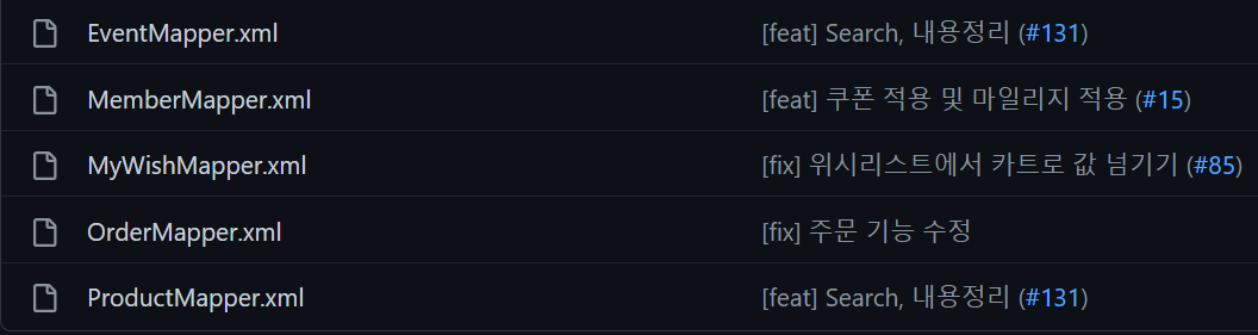 EventMapper.xml [feat] Search, 내용정리 (#131)
MemberMapper.xml [feat] 쿠폰 적용 및 마일리지 적용 (#15)
MyWishMapper.xml [fix] 위시리스트에서 카트로 값 넘기기 (#85)
OrderMapper.xml [fix] 주문 기능 수정
ProductMapper.xml [feat] Search, 내용정리 (#131)